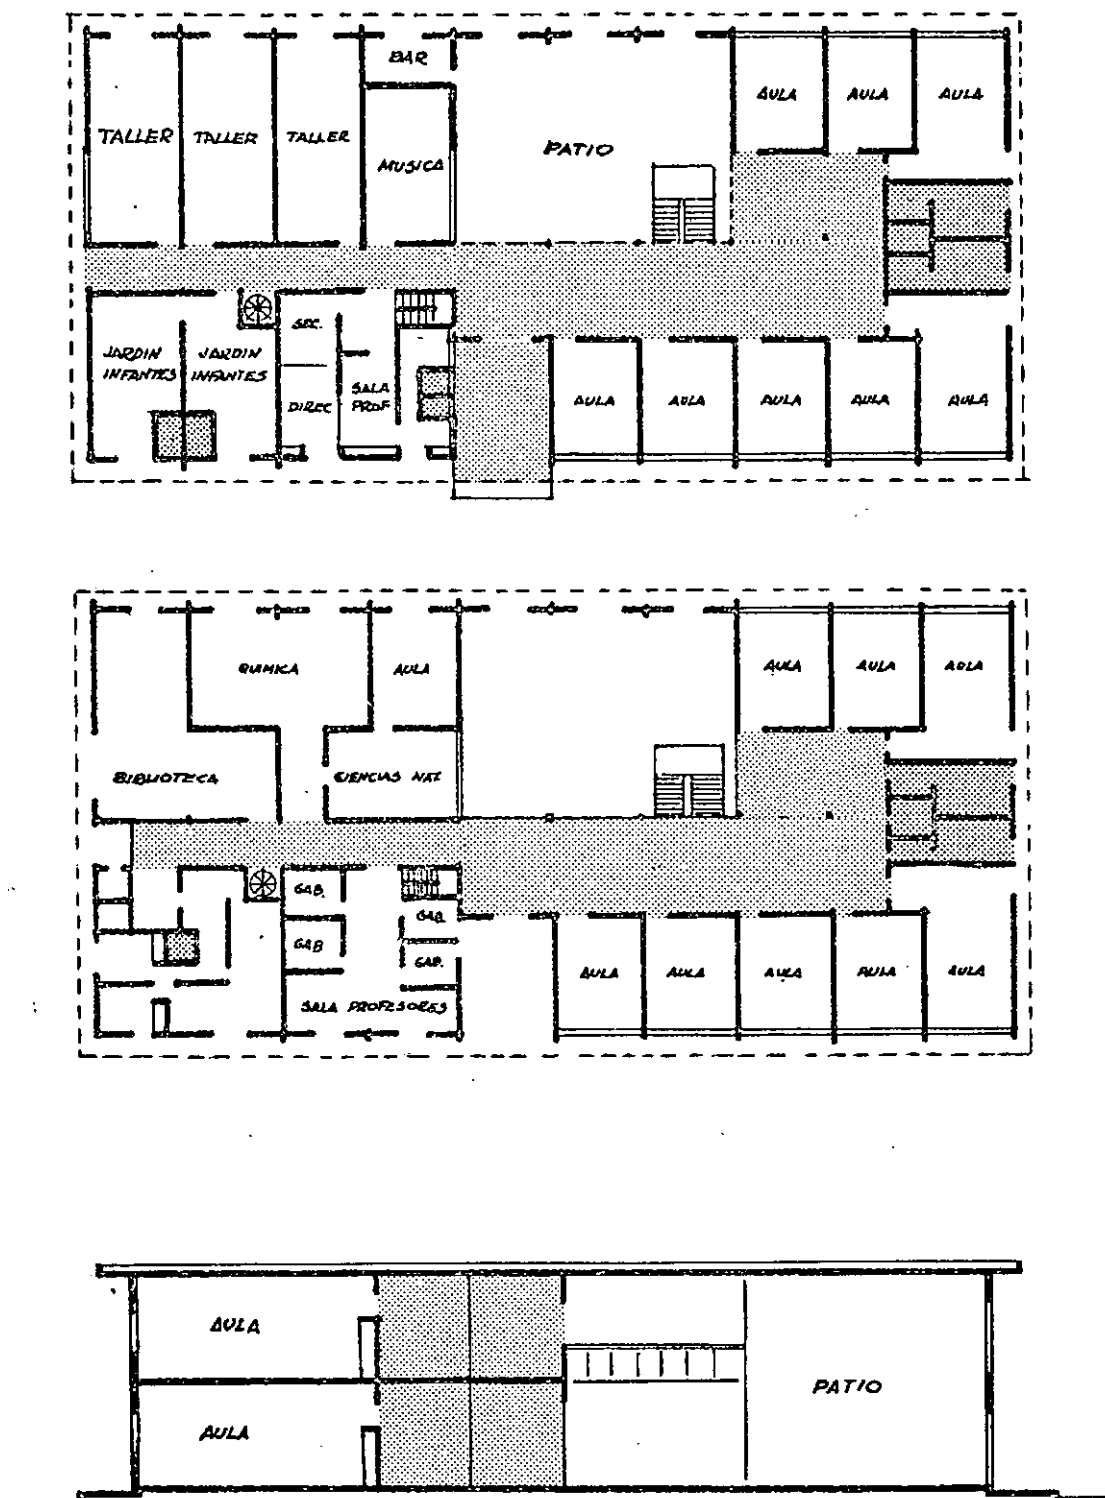 BAR
AULA
AULA
AULA
TALLER
TALLER
TALLER
PATIO
MUSICA
SEC.
JARDIN
INFANTES
JARDIN
INFANTES
SALA
PROF
DIREC
AULA
AULA
AULA
AULA
AULA
QUIMICA
AULA
AULA
AULA
AULA
BIBLIOTECA
CIENCIAS NAT
GAB.
GAB
GAB
GAB.
SALA PROFESORES
AULA
AULA
AULA
AULA
AULA
AULA
PATIO
AULA